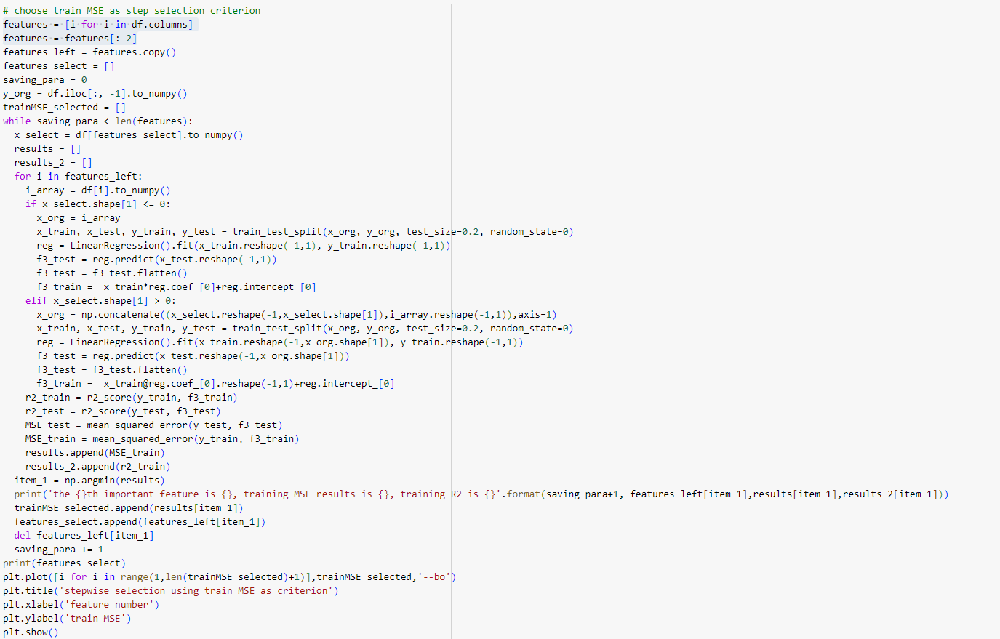 # choose train MSE as step selection criterion
features = [i for i in df.columns]
features = features[:-2]
features_left = features.copy()
features_select = []
saving_para = 0
y_org = df.iloc[:, -1].to_numpy()
trainMSE_selected = []
while saving_para < len(features):
  x_select = df[features_select].to_numpy()
  results = []
  results_2 = []
  for i in features_left:
    i_array = df[i].to_numpy()
    if x_select.shape[1] <= 0:
      x_org = i_array
      x_train, x_test, y_train, y_test = train_test_split(x_org, y_org, test_size=0.2, random_state=0)
      reg = LinearRegression().fit(x_train.reshape(-1,1), y_train.reshape(-1,1))
      f3_test = reg.predict(x_test.reshape(-1,1))
      f3_test = f3_test.flatten()
      f3_train =  x_train*reg.coef_[0]+reg.intercept_[0]
    elif x_select.shape[1] > 0:
      x_org = np.concatenate((x_select.reshape(-1,x_select.shape[1]),i_array.reshape(-1,1)),axis=1)
      x_train, x_test, y_train, y_test = train_test_split(x_org, y_org, test_size=0.2, random_state=0)
      reg = LinearRegression().fit(x_train.reshape(-1,x_org.shape[1]), y_train.reshape(-1,1))
      f3_test = reg.predict(x_test.reshape(-1,x_org.shape[1]))
      f3_test = f3_test.flatten()
      f3_train =  x_train@reg.coef_[0].reshape(-1,1)+reg.intercept_[0]
    r2_train = r2_score(y_train, f3_train)
    r2_test = r2_score(y_test, f3_test)
    MSE_test = mean_squared_error(y_test, f3_test)
    MSE_train = mean_squared_error(y_train, f3_train)
    results.append(MSE_train)
    results_2.append(r2_train)
  item_1 = np.argmin(results)
  print('the {}th important feature is {}, training MSE results is {}, training R2 is {}'.format(saving_para+1, features_left[item_1],results[item_1],results_2[item_1]))
  trainMSE_selected.append(results[item_1])
  features_select.append(features_left[item_1])
  del features_left[item_1]
  saving_para += 1
print(features_select)
plt.plot([i for i in range(1,len(trainMSE_selected)+1)],trainMSE_selected,'--bo')
plt.title('stepwise selection using train MSE as criterion')
plt.xlabel('feature number')
plt.ylabel('train MSE')
plt.show()